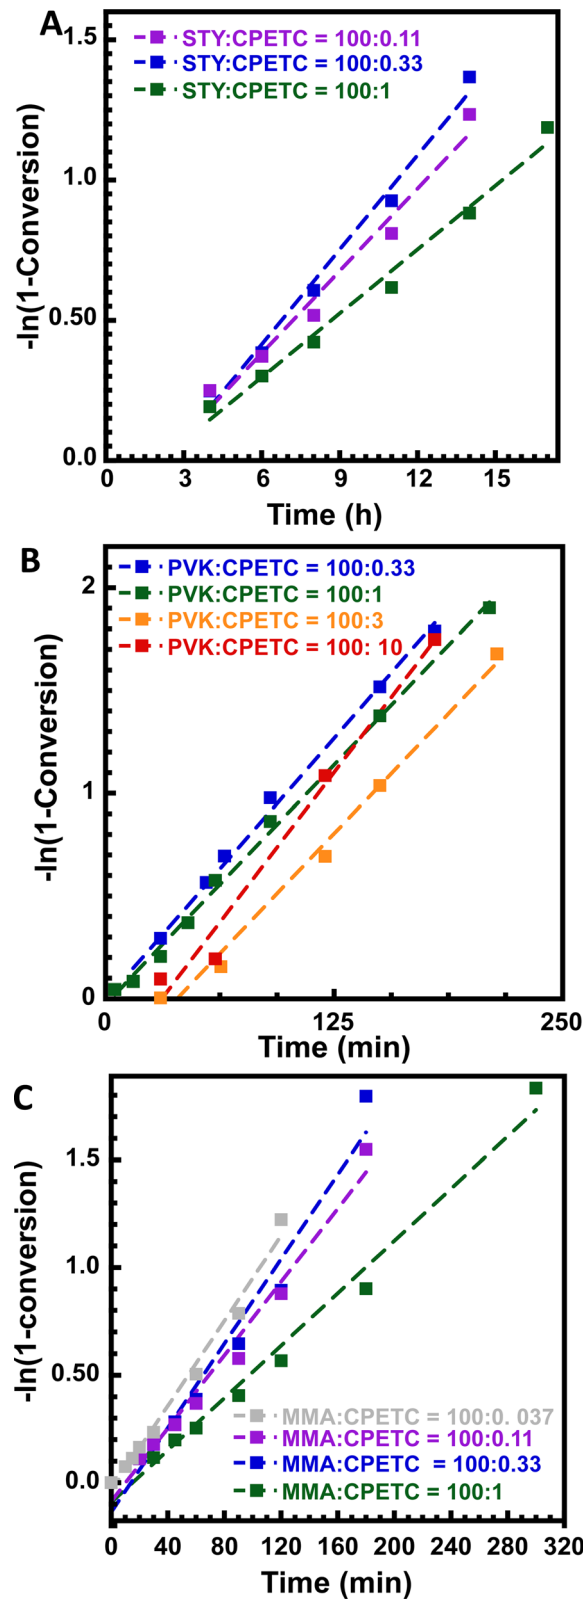 A
STY:CPETC = 100:0.11
STY:CPETC = 100:0.33
STY:CPETC = 100:1
-ln(1-Conversion)
1.5
1.0
0.50
0.0
0 3 6 9 12 15
Time (h)
B
PVK:CPETC = 100:0.33
PVK:CPETC = 100:1
PVK:CPETC = 100:3
PVK:CPETC = 100: 10
-ln(1-Conversion)
2
1
0
0 125 250
Time (min)
C
-ln(1-conversion)
1.5
1.0
0.50
0.0
MMA:CPETC = 100:0. 037
MMA:CPETC = 100:0.11
MMA:CPETC  = 100:0.33
MMA:CPETC = 100:1
0 40 80 120 160 200 240 280 320
Time (min)